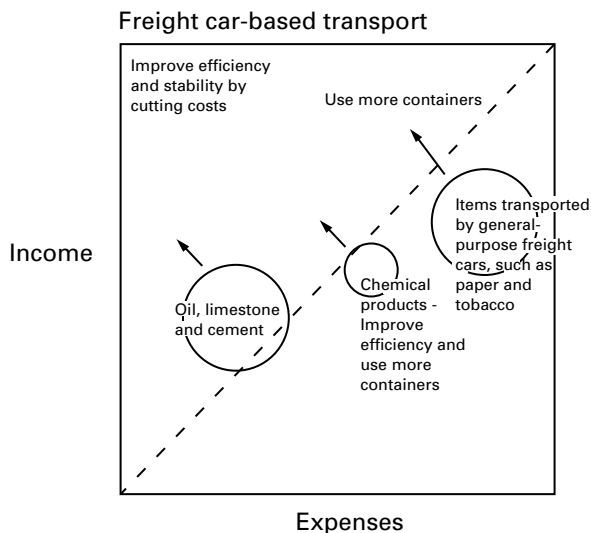 Freight car-based transport
Improve efficiency
and stability by
cutting costs
Use more containers
Items transported
by general-
purpose freight
cars, such as
paper and
tobacco
Income
Chemical
products -
Improve
efficiency and
use more
containers
Oil, limestone
and cement
Expenses